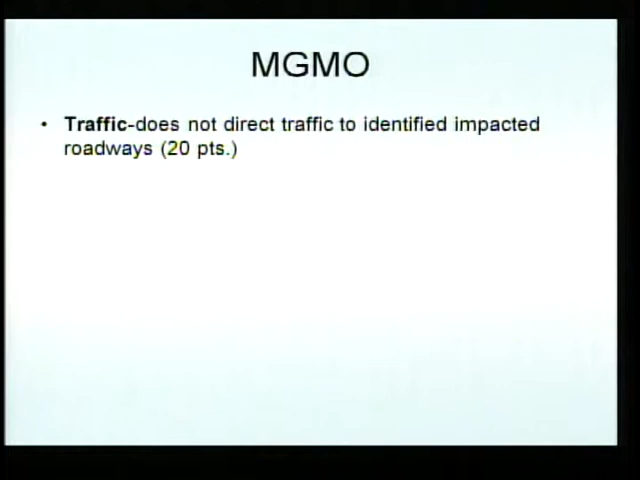 MGMO
• Traffic-does not direct traffic to identified impacted
roadways (20 pts.)